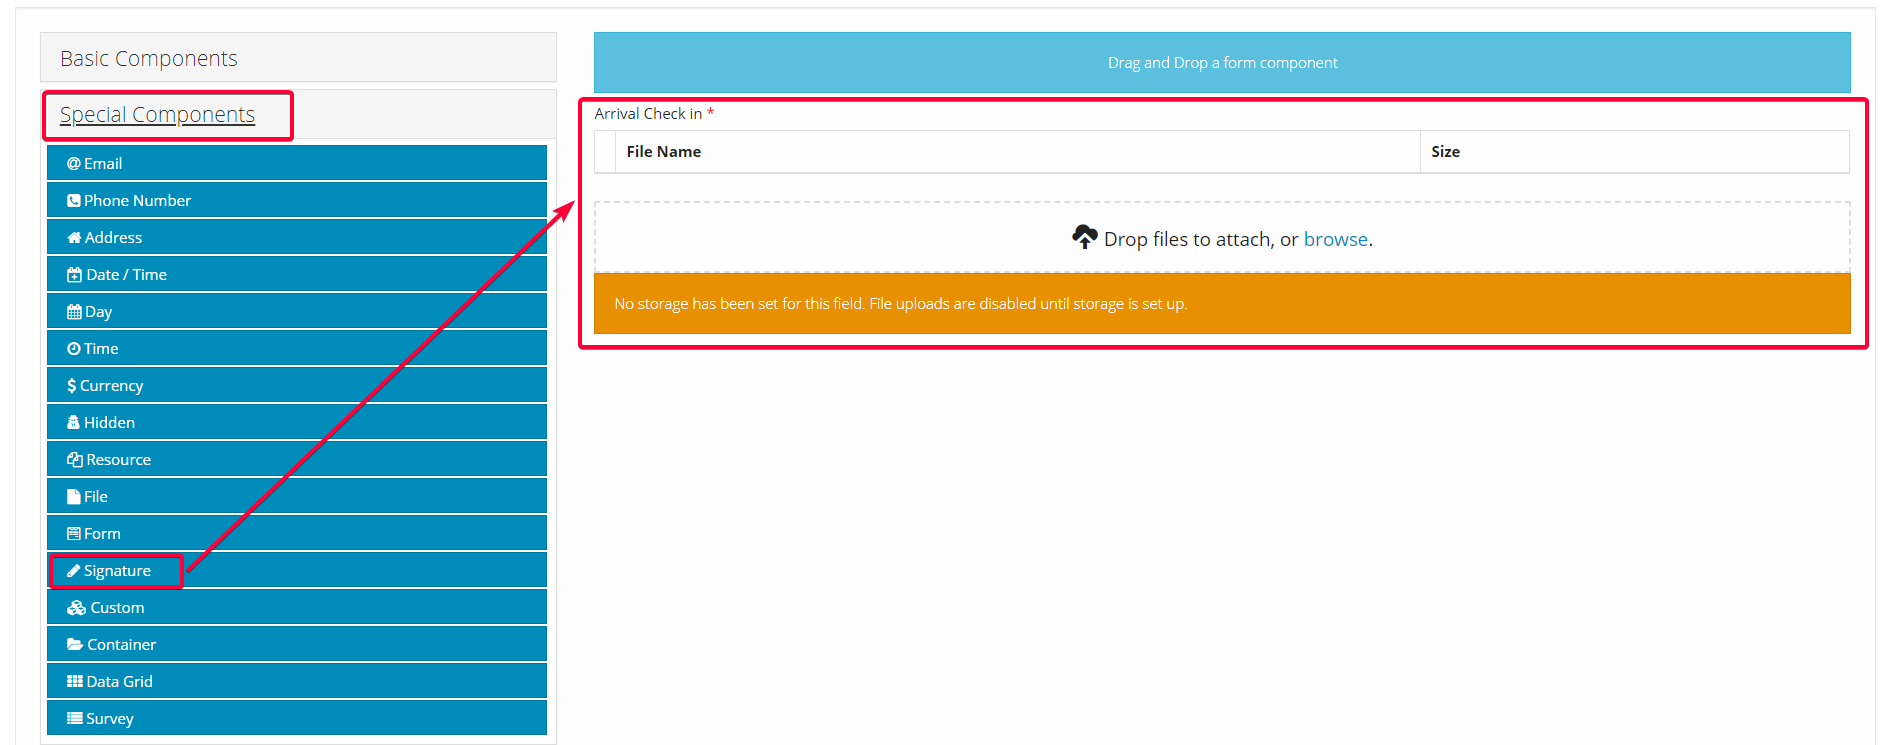 Basic Components
Special Components
Email
Phone Number
Address
Date / Time
Day
Time
Currency
Hidden
Resource
File
Form
Signature
Custom
Container
Data Grid
Survey
Drag and Drop a form component
Arrival Check in *
File Name Size
Drop files to attach, or browse.
No storage has been set for this field. File uploads are disabled until storage is set up.